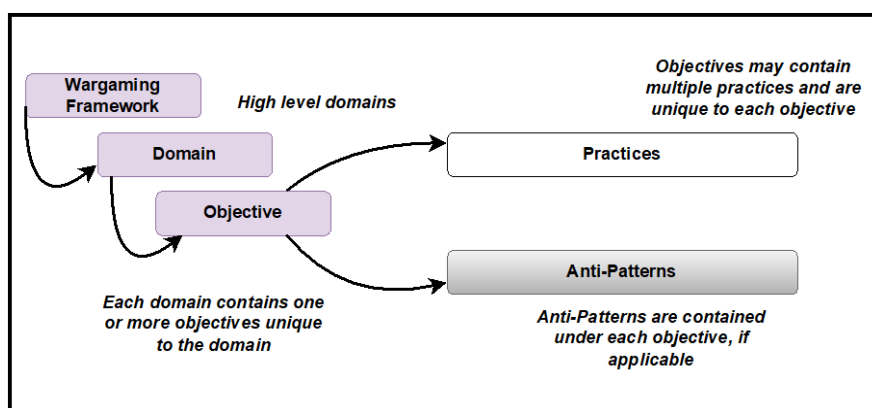 Wargaming
Framework
High level domains
Objectives may contain
multiple practices and are
unique to each objective
Domain
Practices
Objective
Anti-Patterns
Each domain contains one
or more objectives unique
to the domain
Anti-Patterns are contained
under each objective, if
applicable